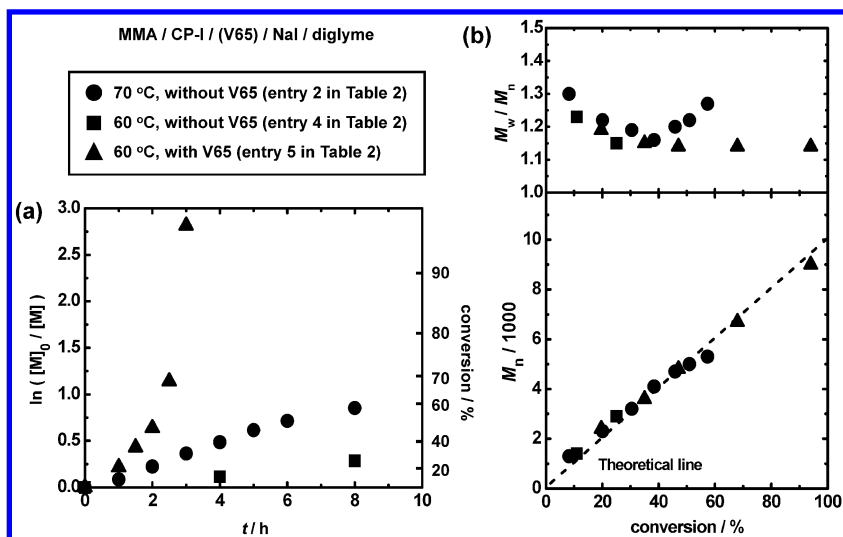 MMA / CP-I / (V65) / NaI / diglyme
70 °C, without V65 (entry 2 in Table 2)
60 °C, without V65 (entry 4 in Table 2)
60 °C, with V65 (entry 5 in Table 2)
(a)
3.0
2.5
2.0
1.5
1.0
0.5
0.0
ln ( [M]0 / [M] )
0 2 4 6 8 10
t / h
90
80
70
60
40
20
conversion / %
(b)
1.5
1.4
1.3
1.2
1.1
1.0
Mw / Mn
10
8
6
4
2
0
Mn / 1000
Theoretical line
0 20 40 60 80 100
conversion / %